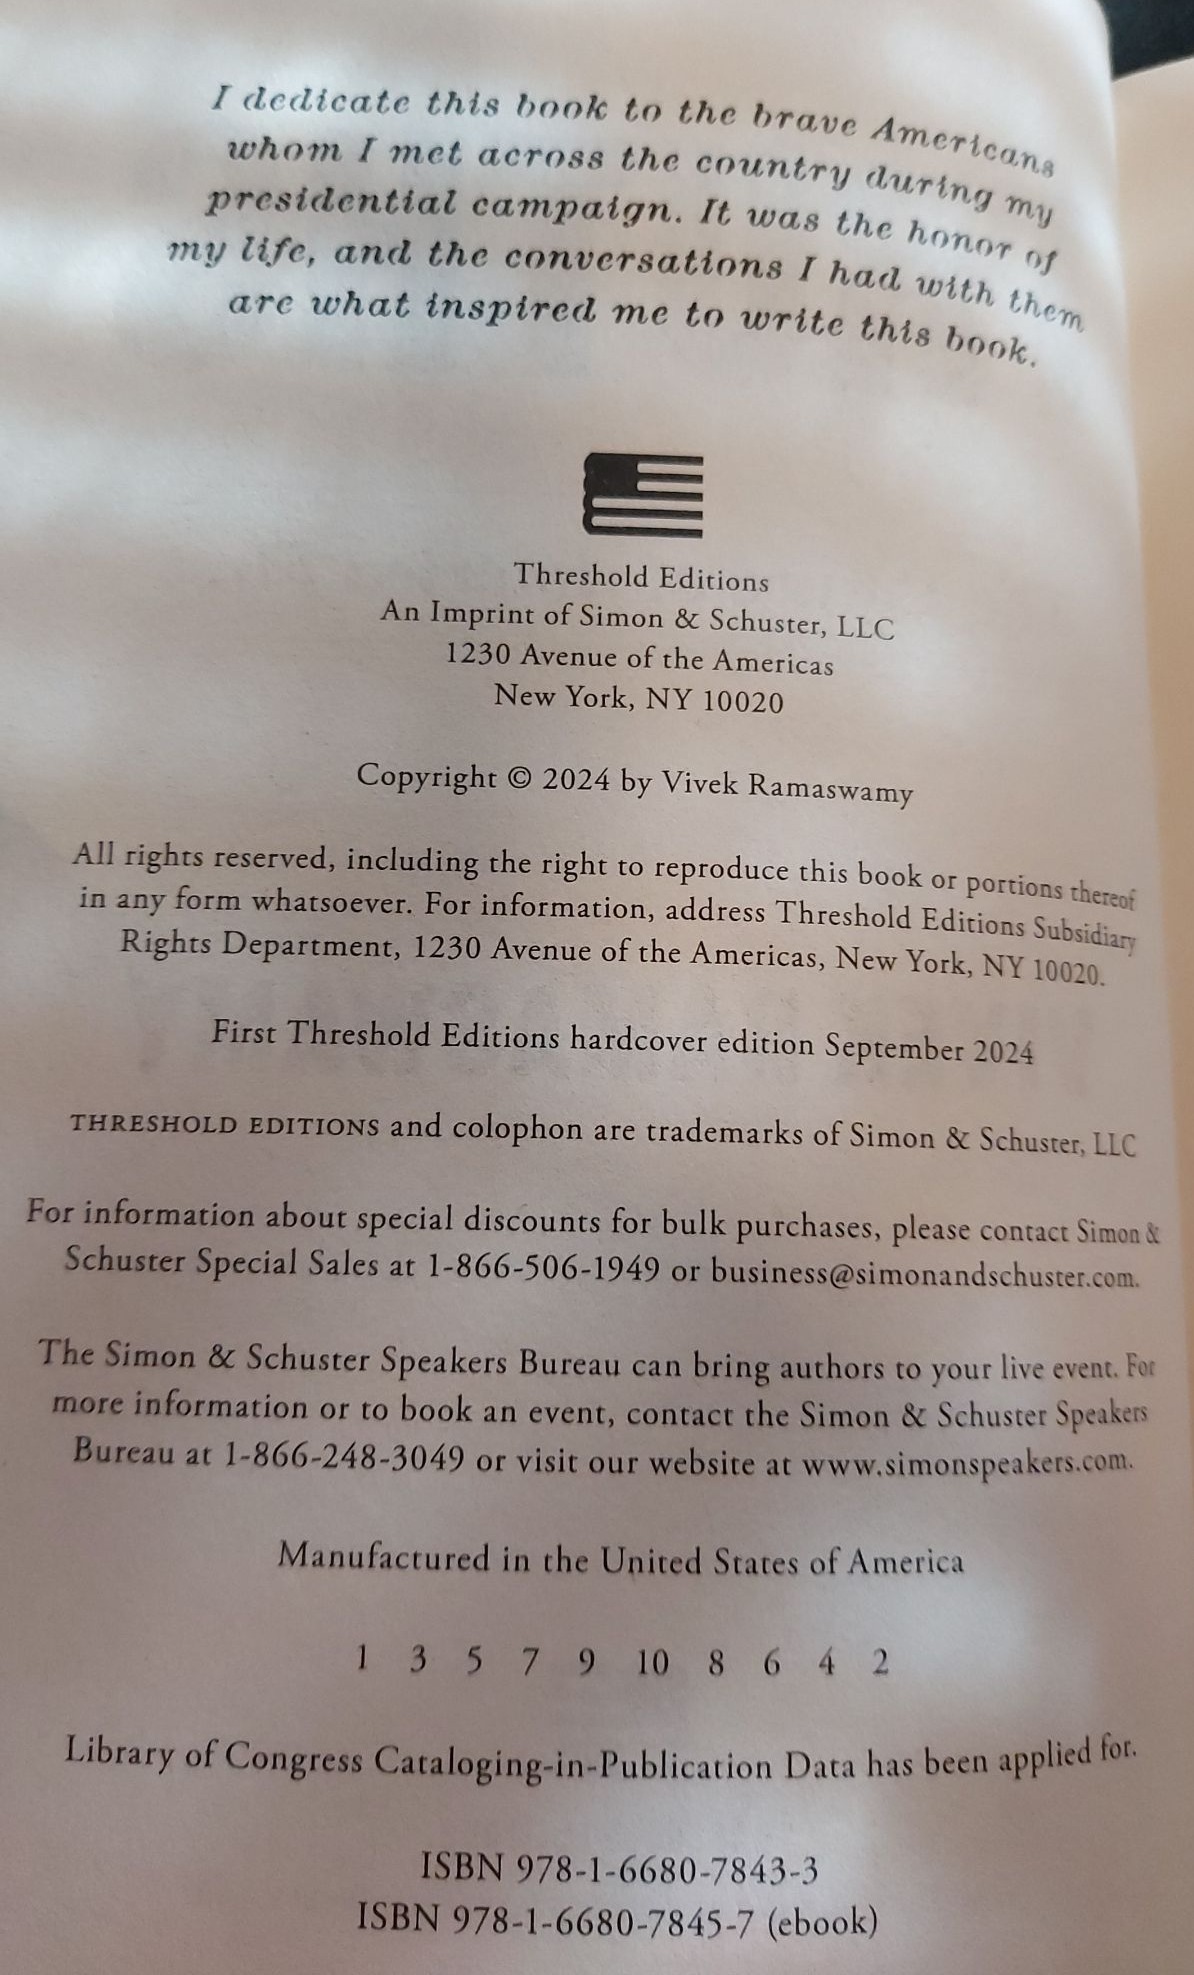 I dedicate this book to the brave Americans
whom I met across the country during my
presidential campaign. It was the honor of
my life, and the conversations I had with them
are what inspired me to write this book.
Threshold Editions
An Imprint of Simon & Schuster, LLC
1230 Avenue of the Americas
New York, NY 10020
Copyright © 2024 by Vivek Ramaswamy
All rights reserved, including the right to reproduce this book or portions thereof
in any form whatsoever. For information, address Threshold Editions Subsidiary
Rights Department, 1230 Avenue of the Americas, New York, NY 10020.
First Threshold Editions hardcover edition September 2024
THRESHOLD EDITIONS and colophon are trademarks of Simon & Schuster, LLC
For information about special discounts for bulk purchases, please contact Simon &
Schuster Special Sales at 1-866-506-1949 or business@simonandschuster.com.
The Simon & Schuster Speakers Bureau can bring authors to your live event. For
more information or to book an event, contact the Simon & Schuster Speakers
Bureau at 1-866-248-3049 or visit our website at www.simonspeakers.com.
Manufactured in the United States of America
1 3 5 7 9 10 8 6 4 2
Library of Congress Cataloging-in-Publication Data has been applied for.
ISBN 978-1-6680-7843-3
ISBN 978-1-6680-7845-7 (ebook)